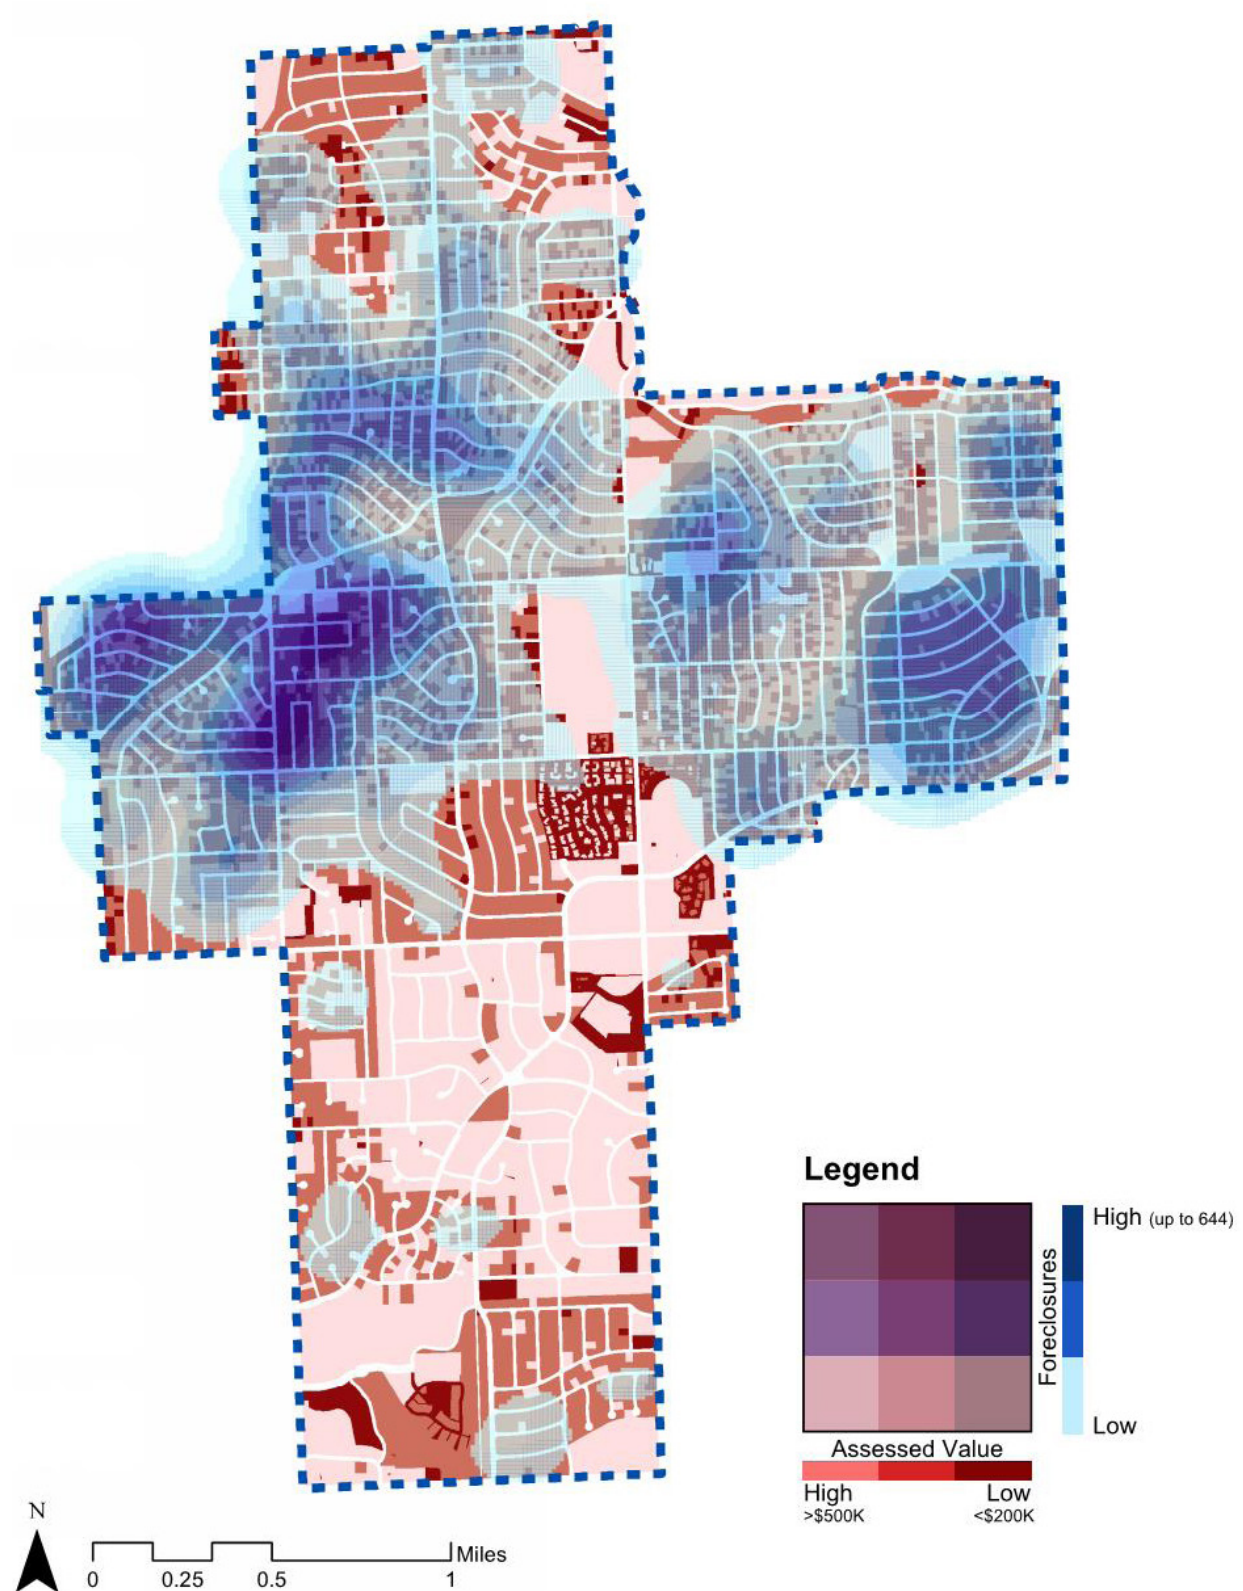 Legend
High (up to 644)
Foreclosures
Low
Assessed Value
High Low
>$500K <$200K
N
Miles
0 0.25 0.5 1